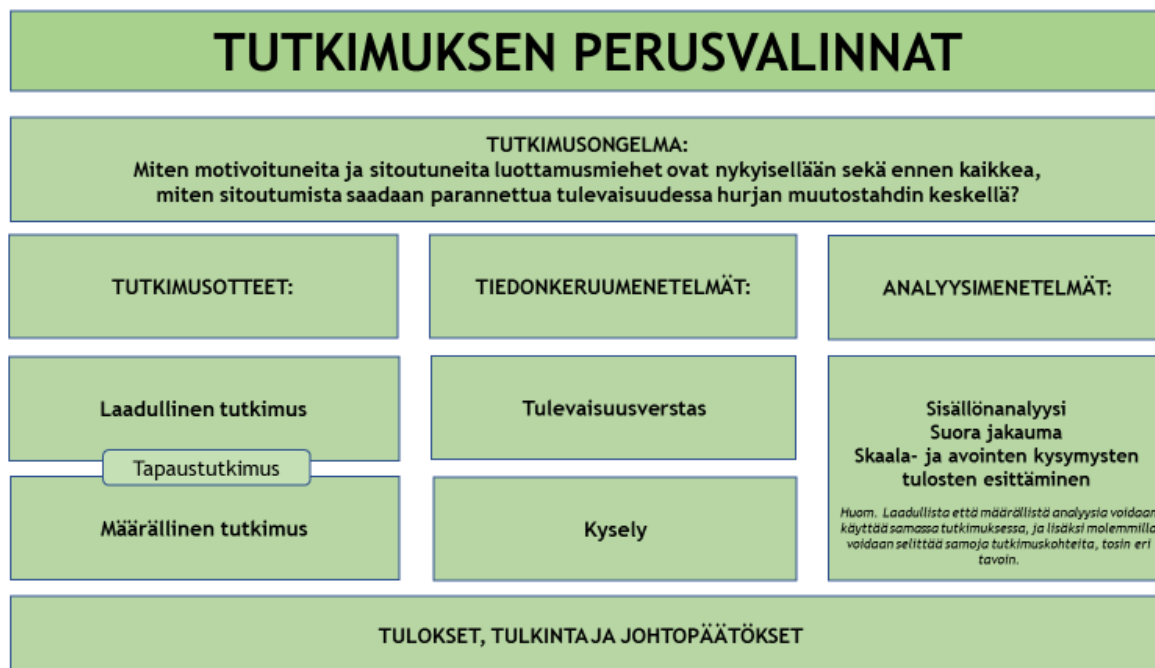 TUTKIMUKSEN PERUSVALINNAT
TUTKIMUSONGELMA:
Miten motivoituneita ja sitoutuneita luottamusmiehet ovat nykyisellään sekä ennen kaikkea,
miten sitoutumista saadaan parannettua tulevaisuudessa hurjan muutostahdin keskellä?
TUTKIMUSOTTEET:
TIEDONKERUUMENETELMÄT:
ANALYYSIMENETELMÄT:
Laadullinen tutkimus
Tapaustutkimus
Määrällinen tutkimus
Tulevaisuusverstas
Kysely
Sisällönanalyysi
Suora jakauma
Skaala- ja avointen kysymysten
tulosten esittäminen
Huom. Laadullista että määrällistä analyysia voidaan
käyttää samassa tutkimuksessa, ja lisäksi molemmilla
voidaan selittää samoja tutkimuskohteita, tosin eri
tavoin.
TULOKSET, TULKINTA JA JOHTOPÄÄTÖKSET